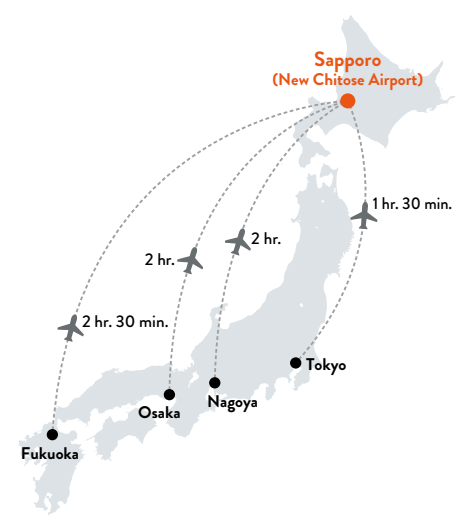 Sapporo
(New Chitose Airport)
1 hr. 30 min.
2 hr.
2 hr.
2 hr. 30 min.
Tokyo
Nagoya
Osaka
Fukuoka